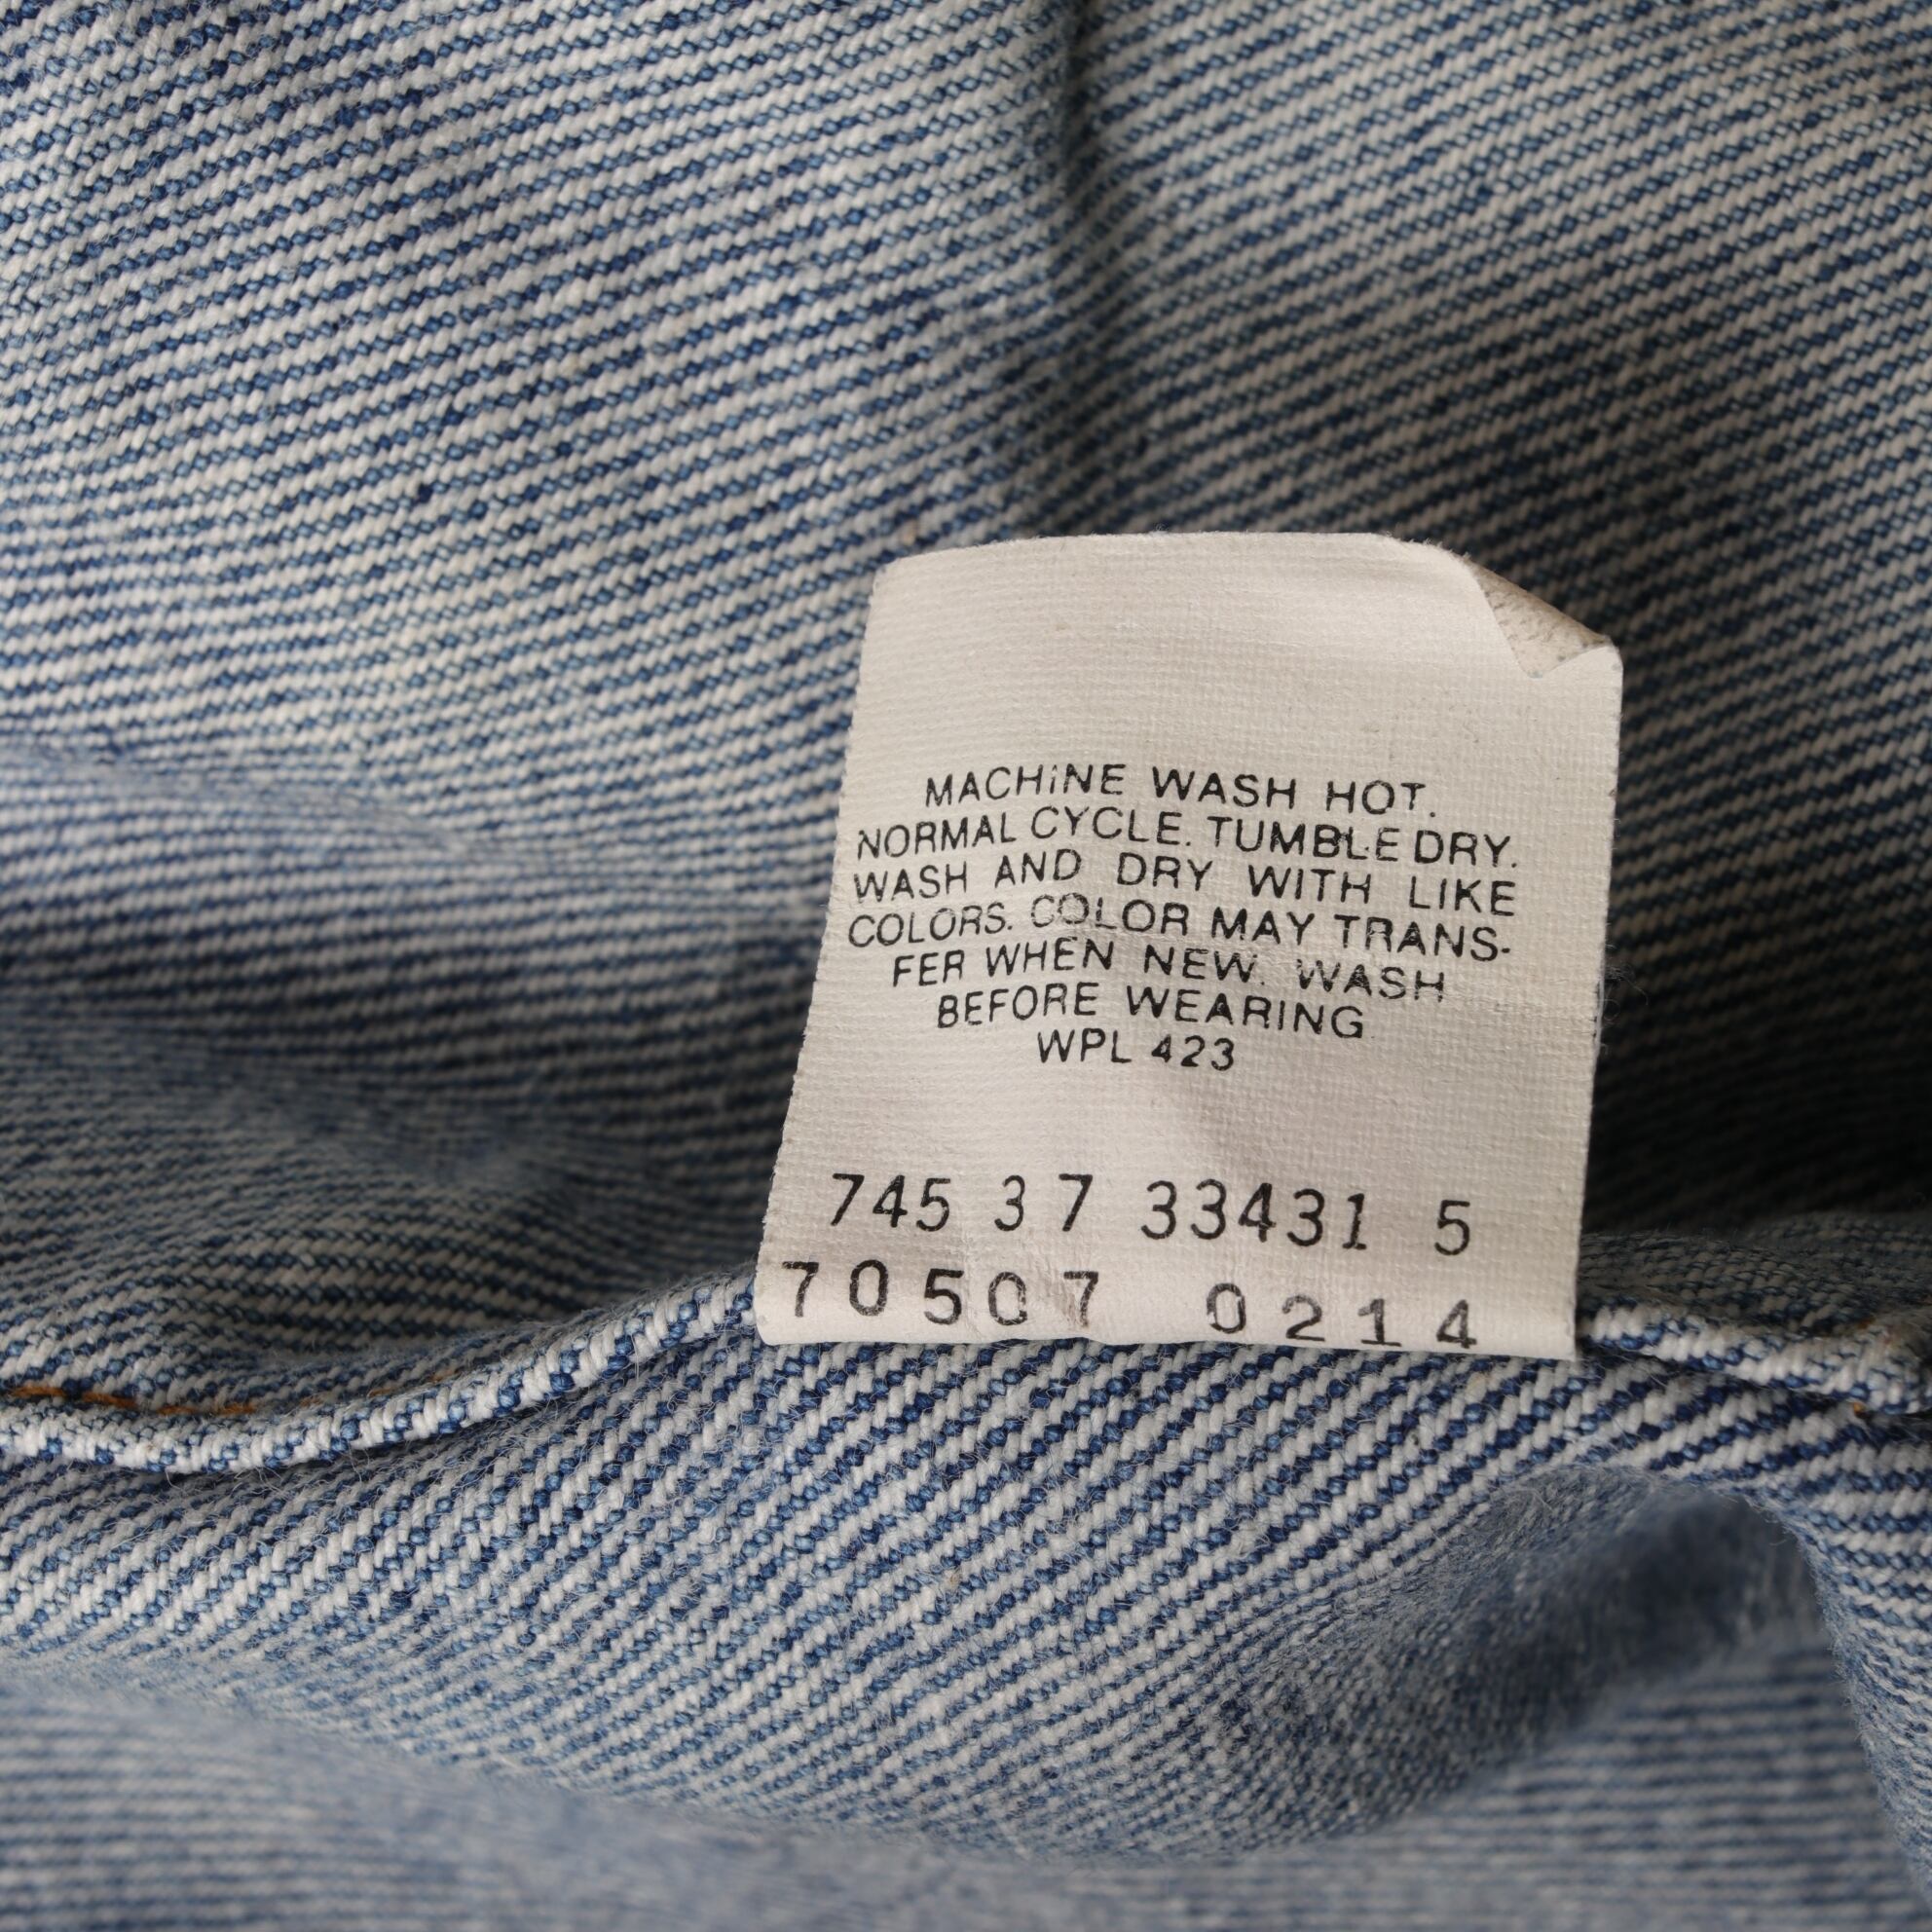 MACHINE WASH HOT.
NORMAL CYCLE. TUMBLE DRY.
WASH AND DRY WITH LIKE
COLORS. COLOR MAY TRANS-
FER WHEN NEW. WASH
BEFORE WEARING
WPL 423
745 3 7 33431 5
70507 0214